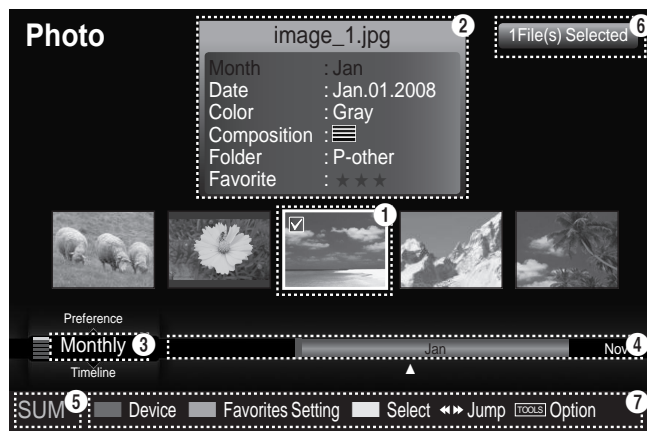 Photo
image_1.jpg
2
1File(s) Selected
6
Month : Jan
Date : Jan.01.2008
Color : Gray
Composition :
Folder : P-other
Favorite : ★ ★ ★
1
Preference
Monthly
3
Timeline
Jan
Nov
4
SUM
5
Device
Favorites Setting
Select
Jump
TOOLS
Option
7